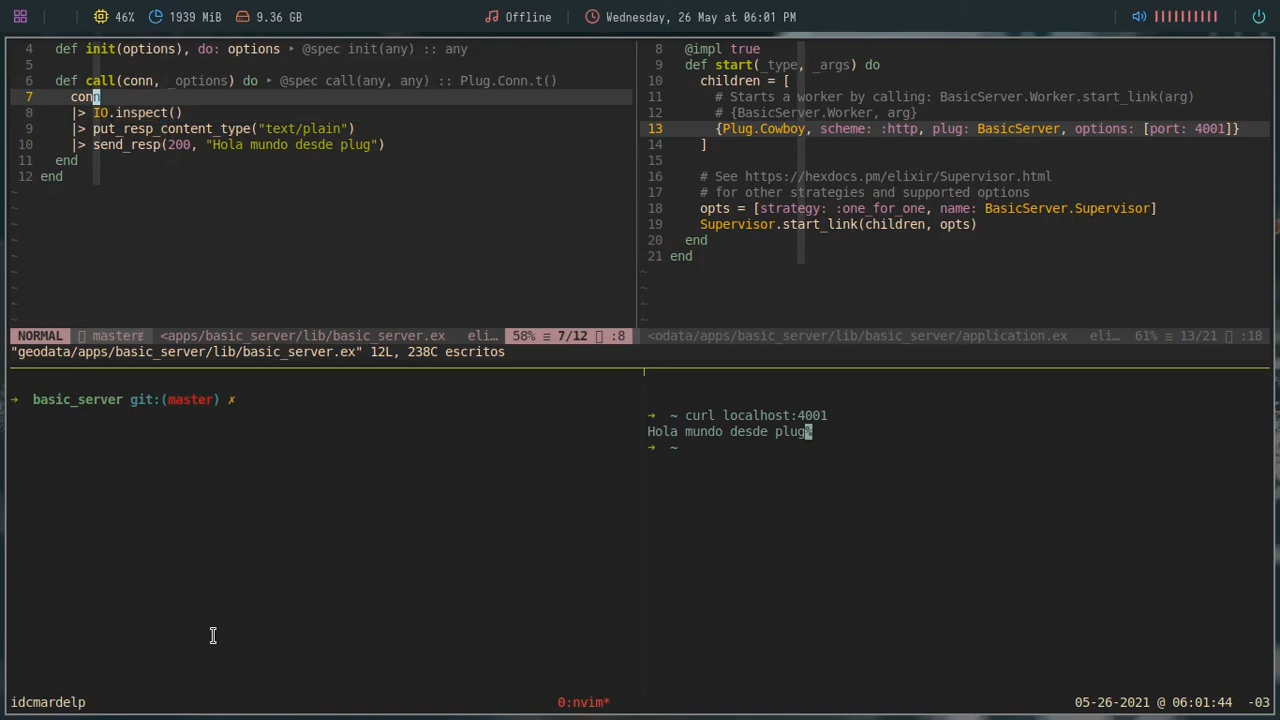 46% 1939 MiB 9.36 GB Offline Wednesday, 26 May at 06:01 PM
4 def init(options), do: options ‣ @spec init(any) :: any
5
6 def call(conn, _options) do ‣ @spec call(any, any) :: Plug.Conn.t()
7 conn
8 |> IO.inspect()
9 |> put_resp_content_type("text/plain")
10 |> send_resp(200, "Hola mundo desde plug")
11 end
12 end
~
~
~
~
~
~
~
~
~
8 @impl true
9 def start(_type, _args) do
10 children = [
11 # Starts a worker by calling: BasicServer.Worker.start_link(arg)
12 # {BasicServer.Worker, arg}
13 {Plug.Cowboy, scheme: :http, plug: BasicServer, options: [port: 4001]}
14 ]
15
16 # See https://hexdocs.pm/elixir/Supervisor.html
17 # for other strategies and supported options
18 opts = [strategy: :one_for_one, name: BasicServer.Supervisor]
19 Supervisor.start_link(children, opts)
20 end
21 end
~
~
~
~
NORMAL master <apps/basic_server/lib/basic_server.ex eli… 58% ≡ 7/12 :8
<odata/apps/basic_server/lib/basic_server/application.ex eli… 61% ≡ 13/21 :18
"geodata/apps/basic_server/lib/basic_server.ex" 12L, 238C escritos
→ basic_server git:(master) ✗
→ ~ curl localhost:4001
Hola mundo desde plug%
→ ~
idcmardelp 0:nvim* 05-26-2021 @ 06:01:44 -03